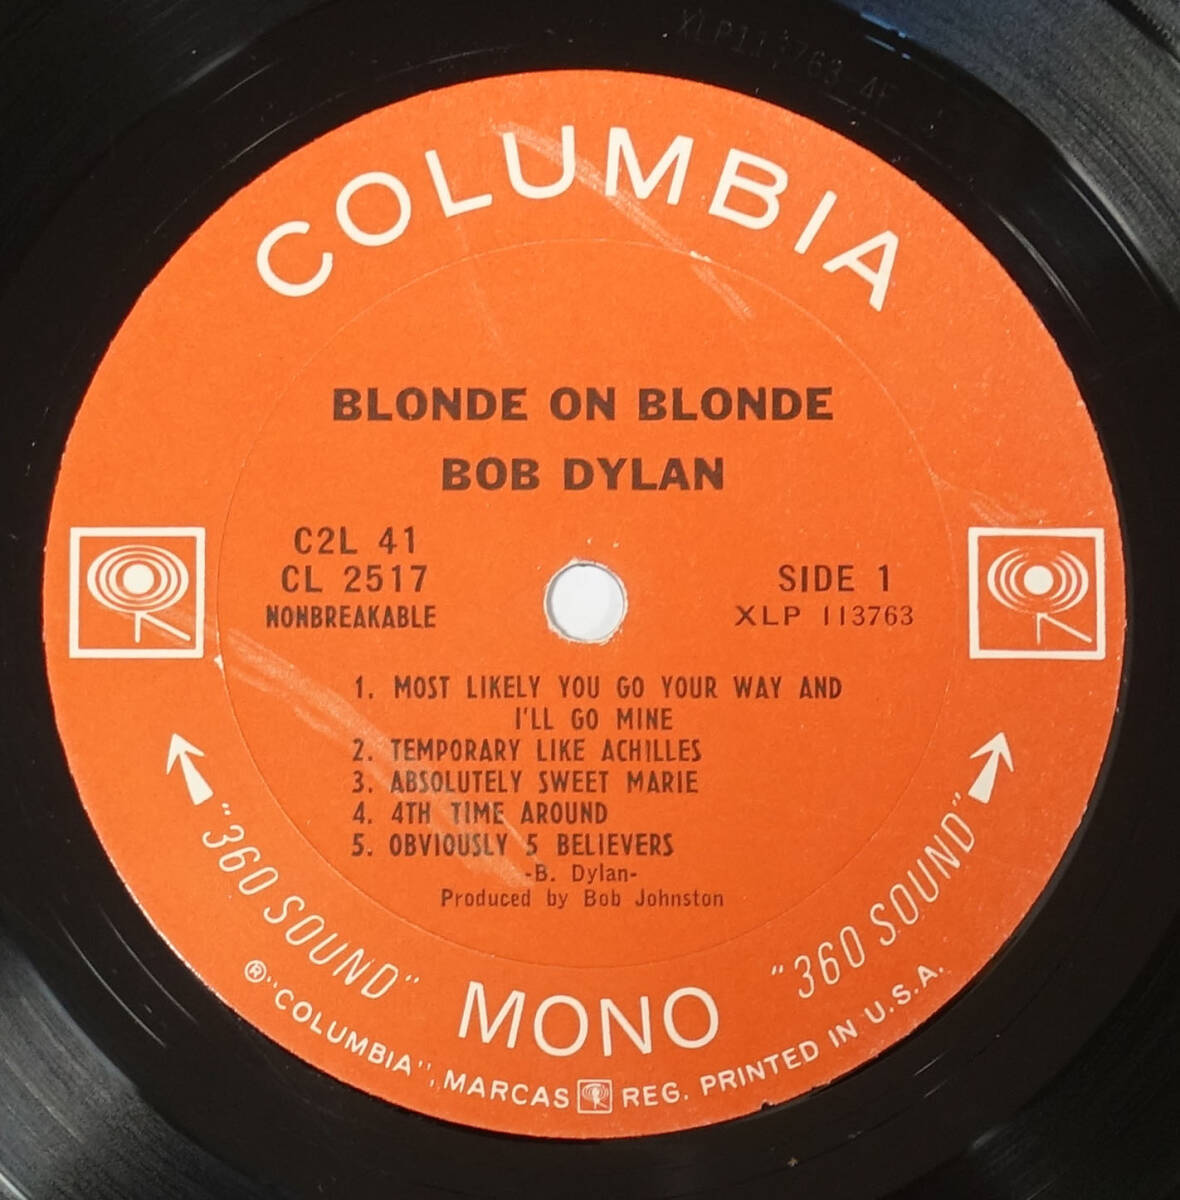 XLP113763-4F
COLUMBIA
BLONDE ON BLONDE
BOB DYLAN
C2L 41
CL 2517
NONBREAKABLE
SIDE 1
XLP 113763
1. MOST LIKELY YOU GO YOUR WAY AND
I'LL GO MINE
2. TEMPORARY LIKE ACHILLES
3. ABSOLUTELY SWEET MARIE
4. 4TH TIME AROUND
5. OBVIOUSLY 5 BELIEVERS
-B. Dylan-
Produced by Bob Johnston
"360 SOUND"
MONO
"360 SOUND"
® "COLUMBIA", MARCAS REG. PRINTED IN U.S.A.